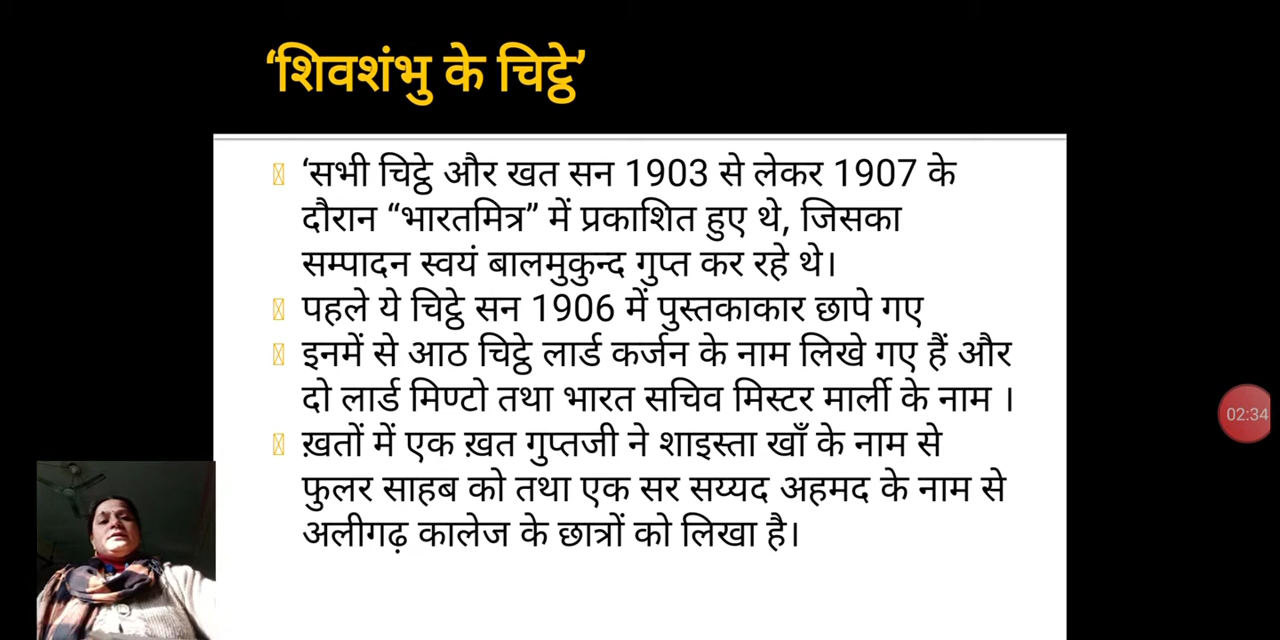 ‘शिवशंभु के चिट्ठे’
‘सभी चिट्ठे और खत सन 1903 से लेकर 1907 के
दौरान “भारतमित्र” में प्रकाशित हुए थे, जिसका
सम्पादन स्वयं बालमुकुन्द गुप्त कर रहे थे।
पहले ये चिट्ठे सन 1906 में पुस्तकाकार छापे गए
इनमें से आठ चिट्ठे लार्ड कर्जन के नाम लिखे गए हैं और
दो लार्ड मिण्टो तथा भारत सचिव मिस्टर मार्ली के नाम ।
ख़तों में एक ख़त गुप्तजी ने शाइस्ता खाँ के नाम से
फुलर साहब को तथा एक सर सय्यद अहमद के नाम से
अलीगढ़ कालेज के छात्रों को लिखा है।
02:34